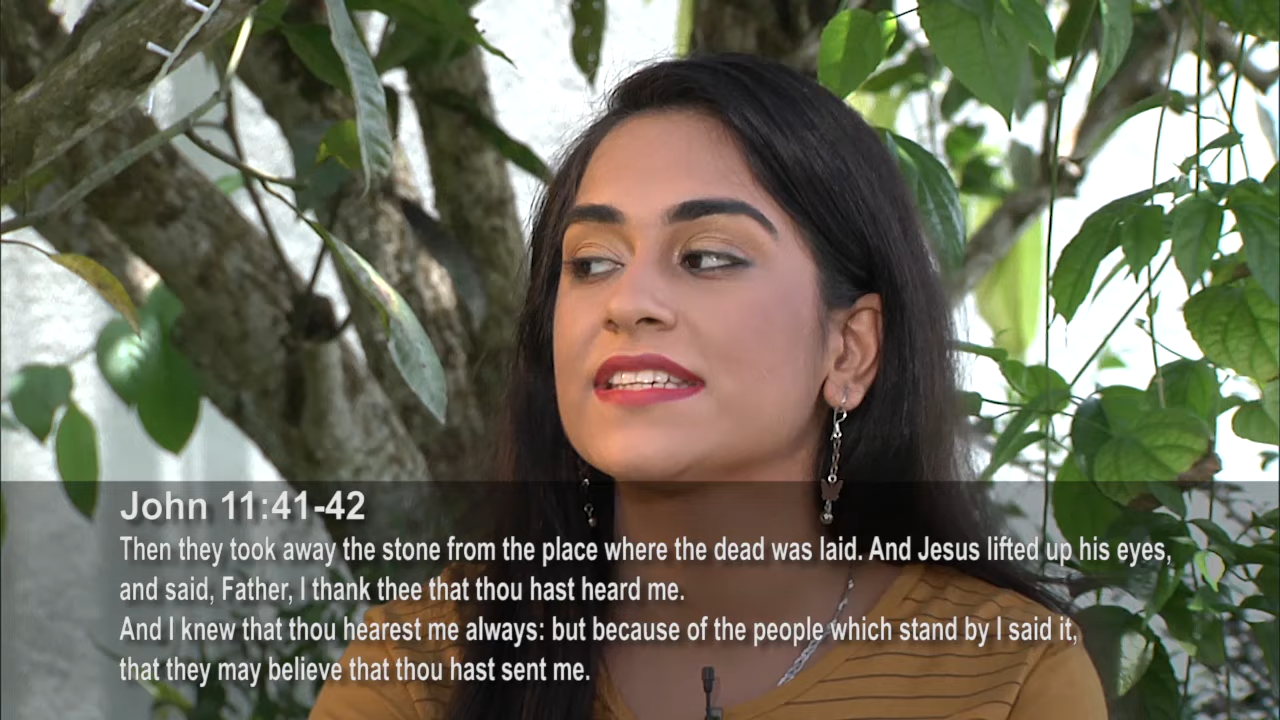 John 11:41-42
Then they took away the stone from the place where the dead was laid. And Jesus lifted up his eyes,
and said, Father, I thank thee that thou hast heard me.
And I knew that thou hearest me always: but because of the people which stand by I said it,
that they may believe that thou hast sent me.